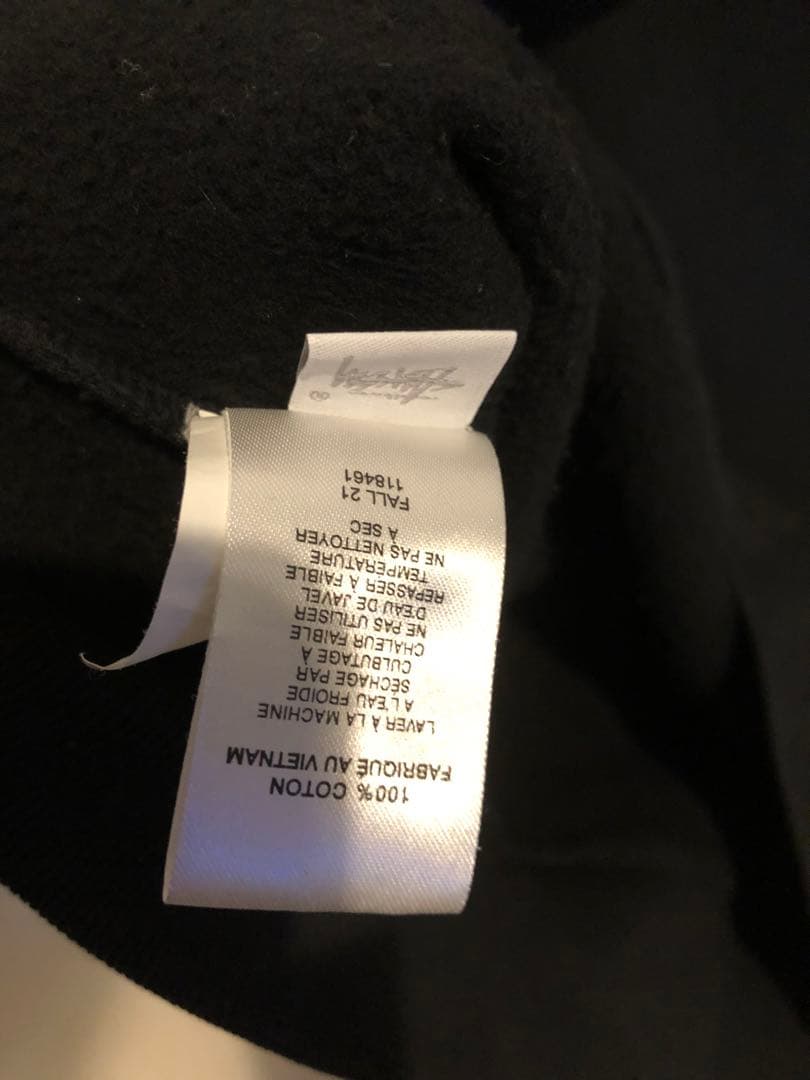 100% COTON
FABRIQUÉ AU VIETNAM
LAVER À LA MACHINE
A L'EAU FROIDE
SÉCHAGE PAR
CULBUTAGE À
CHALEUR FAIBLE
NE PAS UTILISER
D'EAU DE JAVEL
REPASSER À FAIBLE
TEMPÉRATURE
NE PAS NETTOYER
A SEC
FALL 21
118461